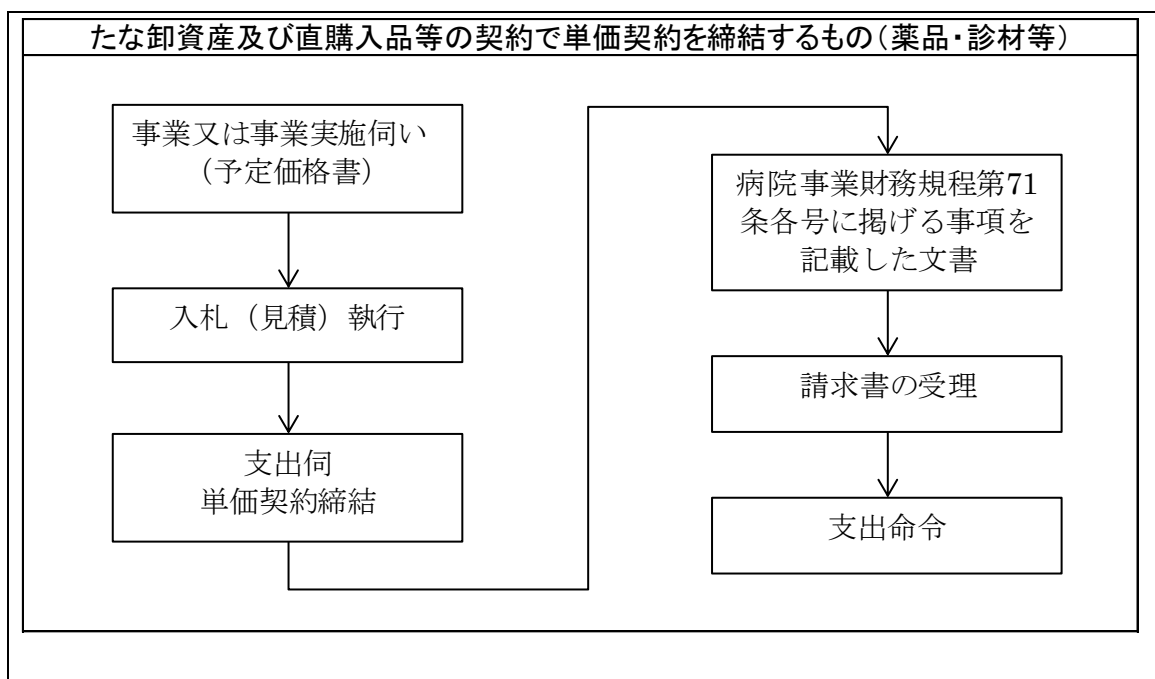 たな卸資産及び直購入品等の契約で単価契約を締結するもの(薬品・診材等)
事業又は事業実施伺い
(予定価格書)
入札(見積)執行
支出伺
単価契約締結
病院事業財務規程第71
条各号に掲げる事項を
記載した文書
請求書の受理
支出命令